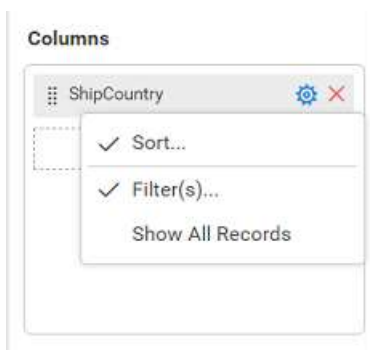 Columns
ShipCountry
Sort...
Filter(s)...
Show All Records